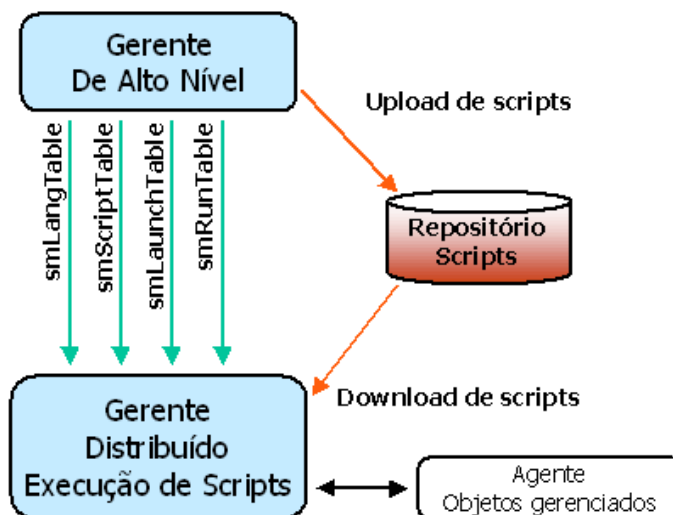 Gerente
De Alto Nível
Upload de scripts
smLangTable
smScriptTable
smLaunchTable
smRunTable
Repositório
Scripts
Download de scripts
Gerente
Distribuído
Execução de Scripts
Agente
Objetos gerenciados